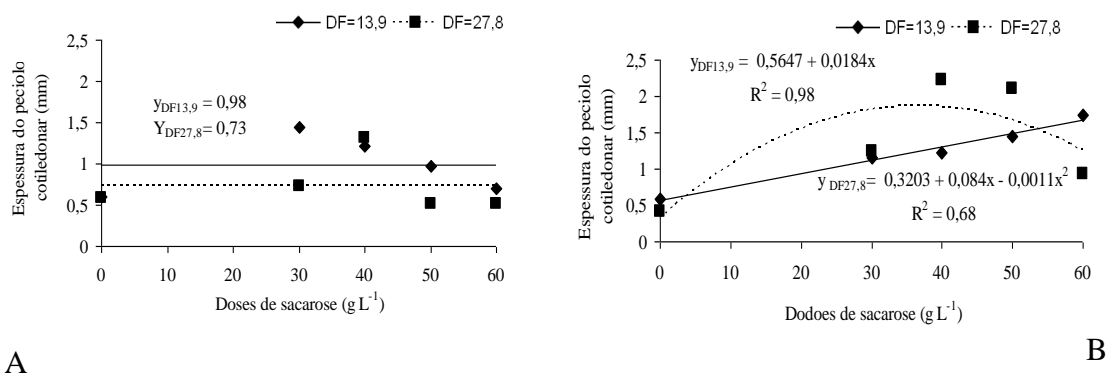 DF=13,9 DF=27,8
2,5
2
1,5
1
0,5
0
0 10 20 30 40 50 60
Espessura do peciolo
cotiledonar (mm)
yDF13,9 = 0,98
YDF27,8= 0,73
Doses de sacarose (g L-1)
A
DF=13,9 DF=27,8
2,5
2
1,5
1
0,5
0
0 10 20 30 40 50 60
Espessura do peciolo
cotiledonar (mm)
yDF13,9 = 0,5647 + 0,0184x
R2 = 0,98
y DF27,8= 0,3203 + 0,084x - 0,0011x2
R2 = 0,68
Dodoes de sacarose (g L-1)
B